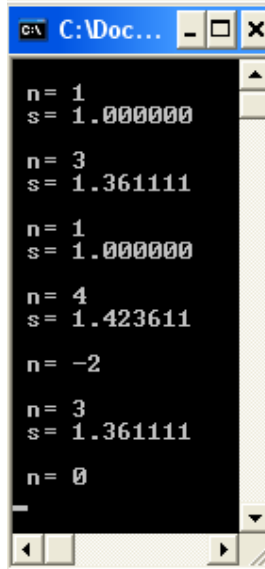 C:\Doc...
n= 1
s= 1.000000
n= 3
s= 1.361111
n= 1
s= 1.000000
n= 4
s= 1.423611
n= -2
n= 3
s= 1.361111
n= 0